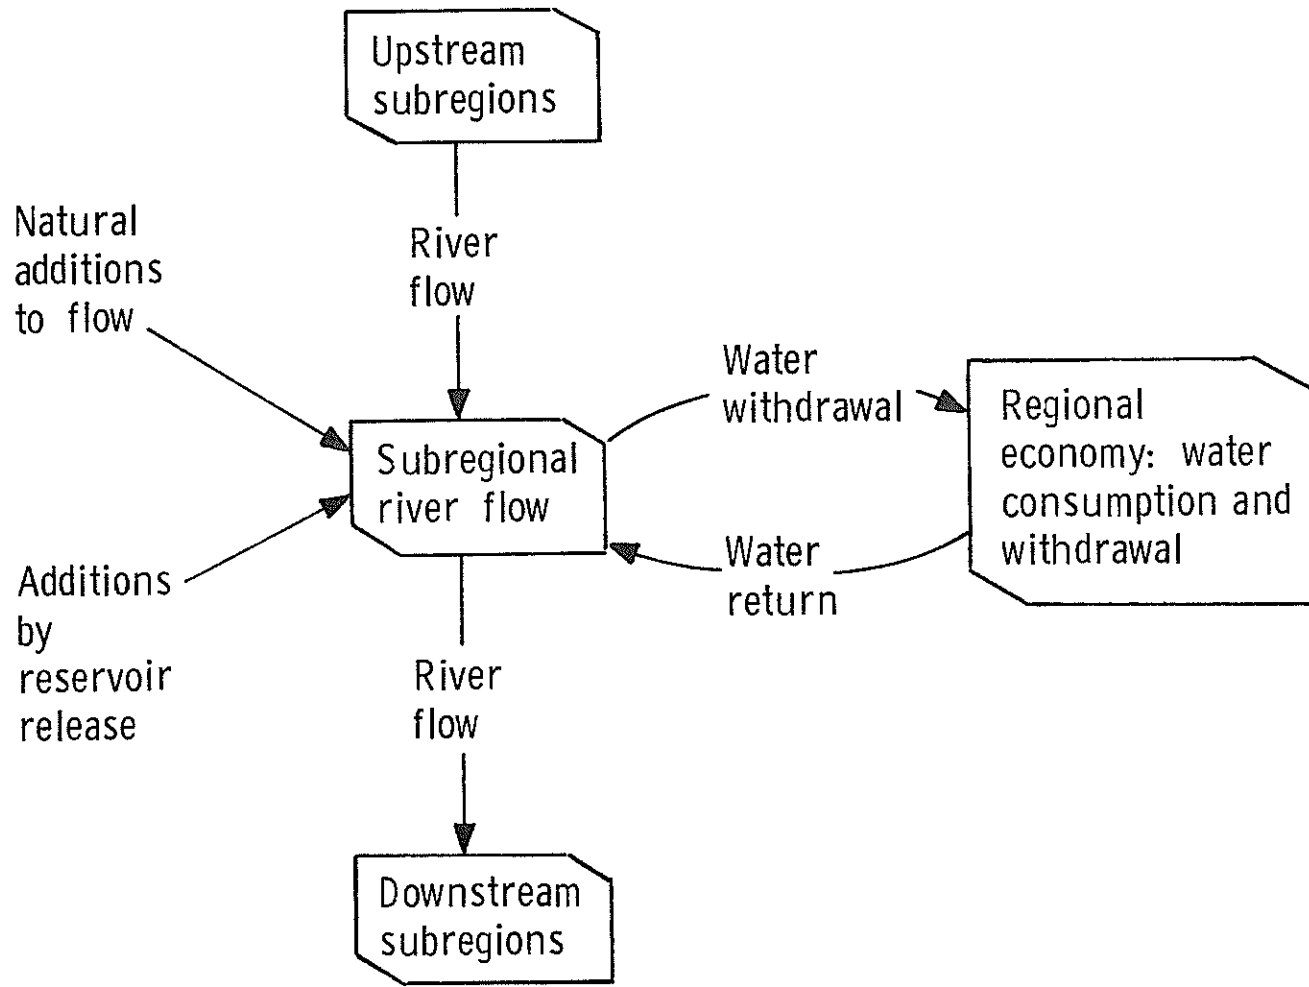 Upstream
subregions
Natural
additions
to flow
River
flow
Water
withdrawal
Regional
economy: water
consumption and
withdrawal
Subregional
river flow
Water
return
Additions
by
reservoir
release
River
flow
Downstream
subregions